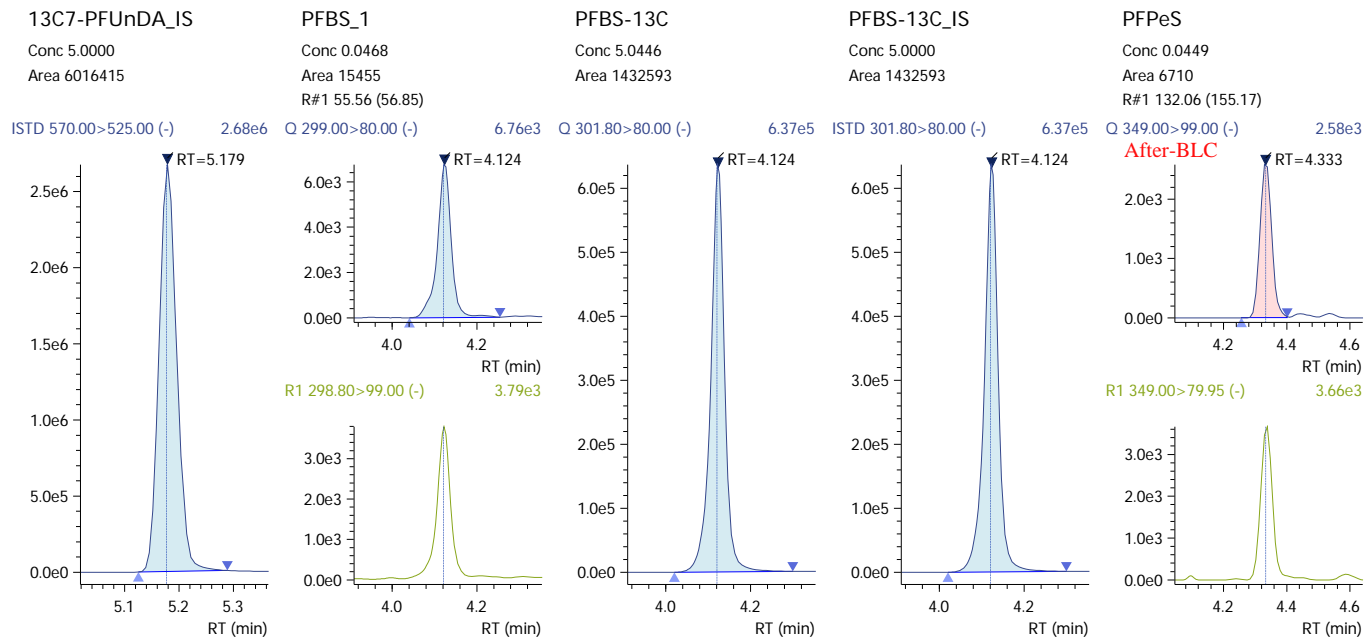 13C7-PFUnDA_IS
Conc 5.0000
Area 6016415
ISTD 570.00>525.00 (-) 2.68e6
RT=5.179
2.5e6
2.0e6
1.5e6
1.0e6
5.0e5
0.0e0
5.1 5.2 5.3
RT (min)
PFBS_1
Conc 0.0468
Area 15455
R#1 55.56 (56.85)
Q 299.00>80.00 (-) 6.76e3
RT=4.124
6.0e3
4.0e3
2.0e3
0.0e0
4.0 4.2
RT (min)
R1 298.80>99.00 (-) 3.79e3
3.0e3
2.0e3
1.0e3
0.0e0
4.0 4.2
RT (min)
PFBS-13C
Conc 5.0446
Area 1432593
Q 301.80>80.00 (-) 6.37e5
RT=4.124
6.0e5
5.0e5
4.0e5
3.0e5
2.0e5
1.0e5
0.0e0
4.0 4.2
RT (min)
PFBS-13C_IS
Conc 5.0000
Area 1432593
ISTD 301.80>80.00 (-) 6.37e5
RT=4.124
6.0e5
5.0e5
4.0e5
3.0e5
2.0e5
1.0e5
0.0e0
4.0 4.2
RT (min)
PFPeS
Conc 0.0449
Area 6710
R#1 132.06 (155.17)
Q 349.00>99.00 (-) 2.58e3
After-BLC
RT=4.333
2.0e3
1.0e3
0.0e0
4.2 4.4 4.6
RT (min)
R1 349.00>79.95 (-) 3.66e3
3.0e3
2.0e3
1.0e3
0.0e0
4.2 4.4 4.6
RT (min)